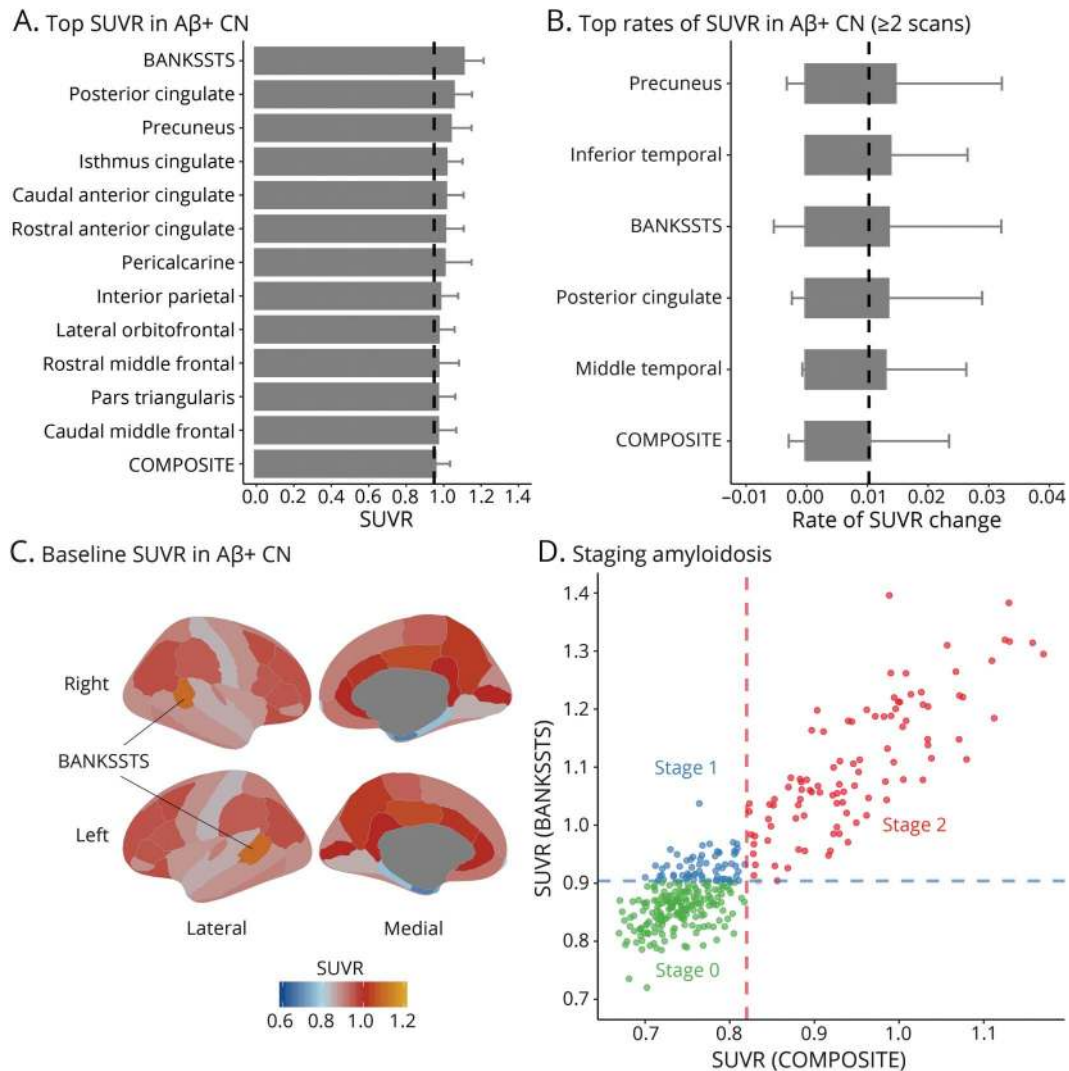 A. Top SUVR in Aβ+ CN
BANKSSTS
Posterior cingulate
Precuneus
Isthmus cingulate
Caudal anterior cingulate
Rostral anterior cingulate
Pericalcarine
Interior parietal
Lateral orbitofrontal
Rostral middle frontal
Pars triangularis
Caudal middle frontal
COMPOSITE
0.0 0.2 0.4 0.6 0.8 1.0 1.2 1.4
SUVR
B. Top rates of SUVR in Aβ+ CN (≥2 scans)
Precuneus
Inferior temporal
BANKSSTS
Posterior cingulate
Middle temporal
COMPOSITE
−0.01 0.00 0.01 0.02 0.03 0.04
Rate of SUVR change
C. Baseline SUVR in Aβ+ CN
Right
BANKSSTS
Left
Lateral Medial
SUVR
0.6 0.8 1.0 1.2
D. Staging amyloidosis
1.4
1.3
1.2
1.1
1.0
0.9
0.8
0.7
SUVR (BANKSSTS)
Stage 1
Stage 2
Stage 0
0.7 0.8 0.9 1.0 1.1
SUVR (COMPOSITE)